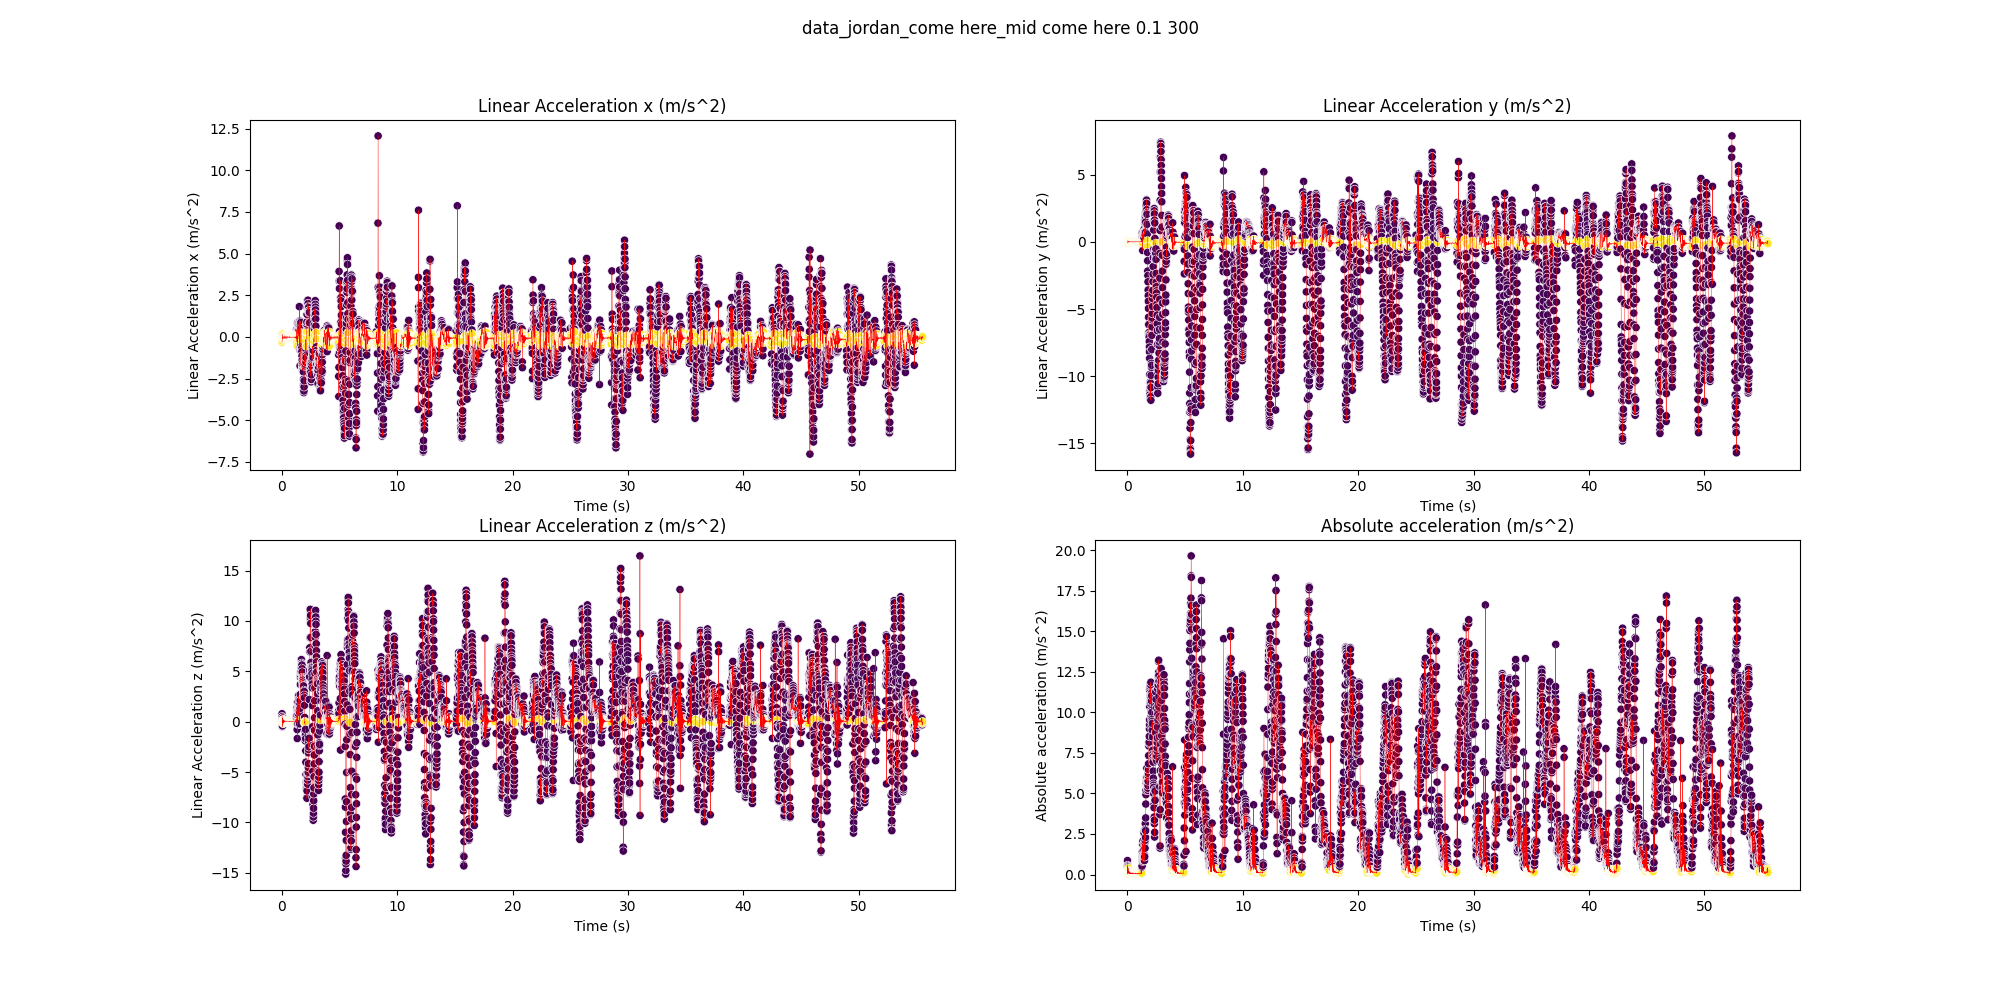 data_jordan_come here_mid come here 0.1 300
Linear Acceleration x (m/s^2)
Linear Acceleration x (m/s^2)
12.5
10.0
7.5
5.0
2.5
0.0
−2.5
−5.0
−7.5
0 10 20 30 40 50
Time (s)
Linear Acceleration y (m/s^2)
Linear Acceleration y (m/s^2)
5
0
−5
−10
−15
0 10 20 30 40 50
Time (s)
Linear Acceleration z (m/s^2)
Linear Acceleration z (m/s^2)
15
10
5
0
−5
−10
−15
0 10 20 30 40 50
Time (s)
Absolute acceleration (m/s^2)
Absolute acceleration (m/s^2)
20.0
17.5
15.0
12.5
10.0
7.5
5.0
2.5
0.0
0 10 20 30 40 50
Time (s)